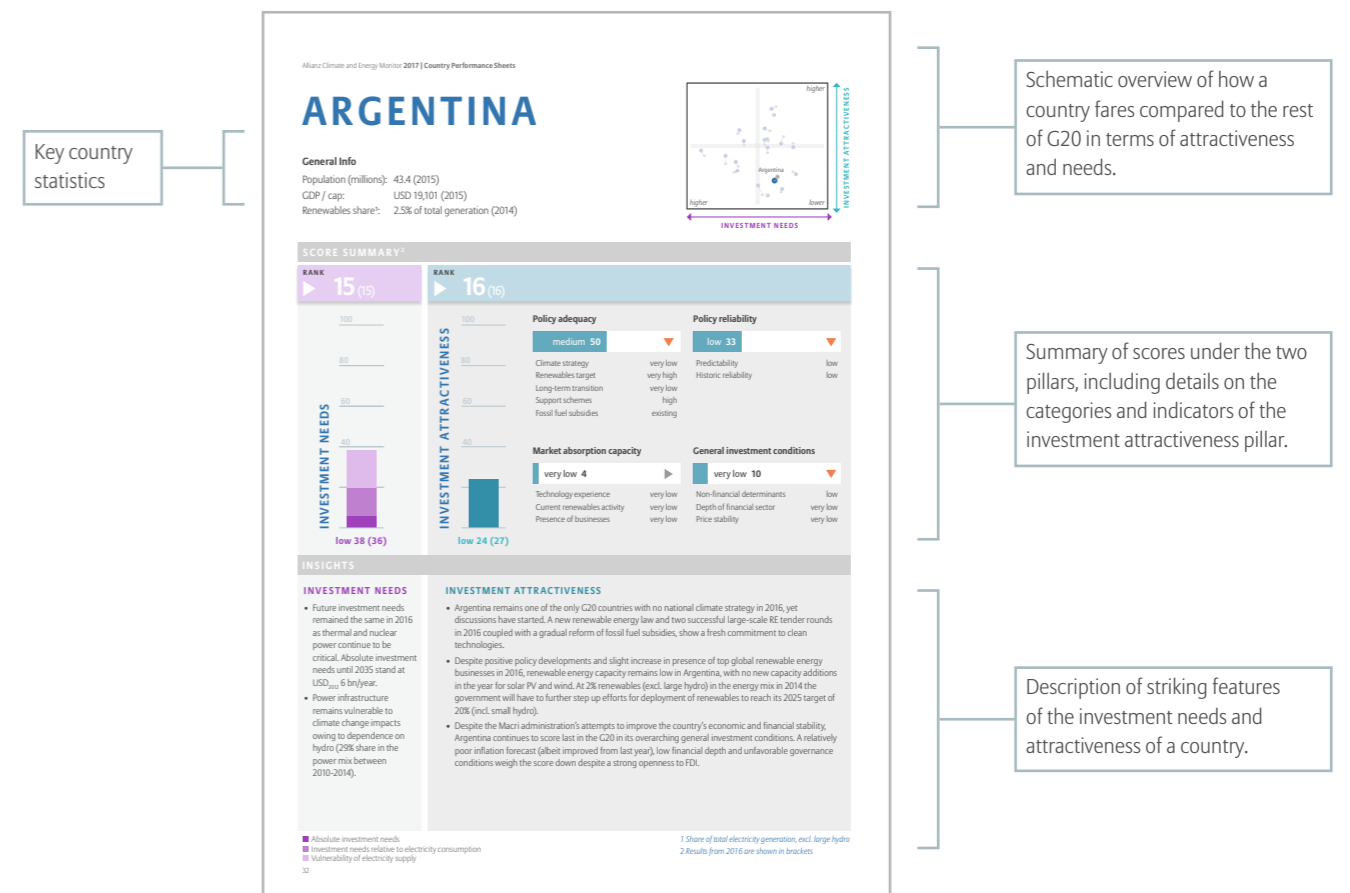 Key country
statistics
Allianz Climate and Energy Monitor 2017 | Country Performance Sheets
ARGENTINA
General Info
Population (millions): 43.4 (2015)
GDP / cap: USD 19,101 (2015)
Renewables share¹: 2.5% of total generation (2014)
higher
Argentina
higher
lower
INVESTMENT ATTRACTIVENESS
INVESTMENT NEEDS
SCORE SUMMARY²
RANK
15 (15)
RANK
16 (16)
INVESTMENT NEEDS
100
80
60
40
low 38 (36)
INVESTMENT ATTRACTIVENESS
100
80
60
40
low 24 (27)
Policy adequacy
medium 50
Climate strategy very low
Renewables target very high
Long-term transition very low
Support schemes high
Fossil fuel subsidies existing
Policy reliability
low 33
Predictability low
Historic reliability low
Market absorption capacity
very low 4
Technology experience very low
Current renewables activity very low
Presence of businesses very low
General investment conditions
very low 10
Non-financial determinants low
Depth of financial sector very low
Price stability very low
INSIGHTS
INVESTMENT NEEDS
• Future investment needs
remained the same in 2016
as thermal and nuclear
power continue to be
critical. Absolute investment
needs until 2035 stand at
USD₂₀₁₂ 6 bn/year.
• Power infrastructure
remains vulnerable to
climate change impacts
owing to dependence on
hydro (29% share in the
power mix between
2010-2014).
INVESTMENT ATTRACTIVENESS
• Argentina remains one of the only G20 countries with no national climate strategy in 2016, yet
discussions have started. A new renewable energy law and two successful large-scale RE tender rounds
in 2016 coupled with a gradual reform of fossil fuel subsidies, show a fresh commitment to clean
technologies.
• Despite positive policy developments and slight increase in presence of top global renewable energy
businesses in 2016, renewable energy capacity remains low in Argentina, with no new capacity additions
in the year for solar PV and wind. At 2% renewables (excl. large hydro) in the energy mix in 2014 the
government will have to further step up efforts for deployment of renewables to reach its 2025 target of
20% (incl. small hydro).
• Despite the Macri administration's attempts to improve the country's economic and financial stability,
Argentina continues to score last in the G20 in its overarching general investment conditions. A relatively
poor inflation forecast (albeit improved from last year), low financial depth and unfavorable governance
conditions weigh the score down despite a strong openness to FDI.
Absolute investment needs
Investment needs relative to electricity consumption
Vulnerability of electricity supply
1 Share of total electricity generation, excl. large hydro
2 Results from 2016 are shown in brackets
32
Schematic overview of how a
country fares compared to the rest
of G20 in terms of attractiveness
and needs.
Summary of scores under the two
pillars, including details on the
categories and indicators of the
investment attractiveness pillar.
Description of striking features
of the investment needs and
attractiveness of a country.